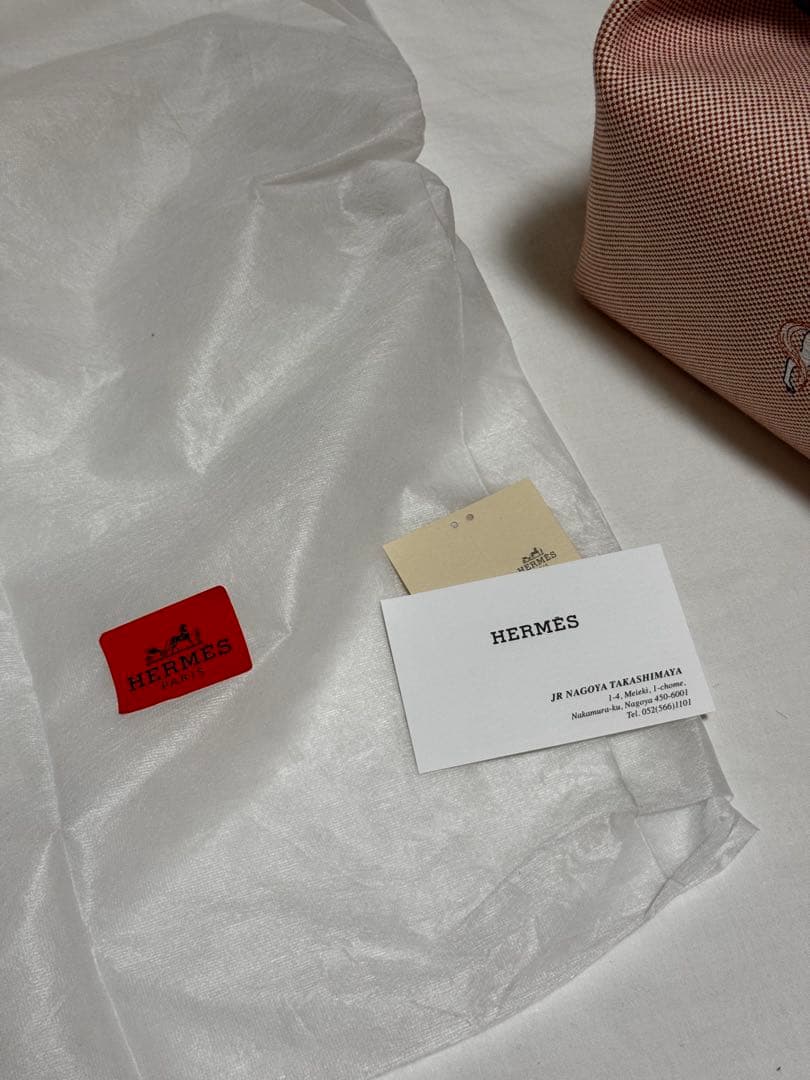 HERMÈS
PARIS
HERMÈS
HERMÈS
JR NAGOYA TAKASHIMAYA
1-4, Meieki, 1-chome,
Nakamura-ku, Nagoya 450-6001
Tel. 052(566)1101